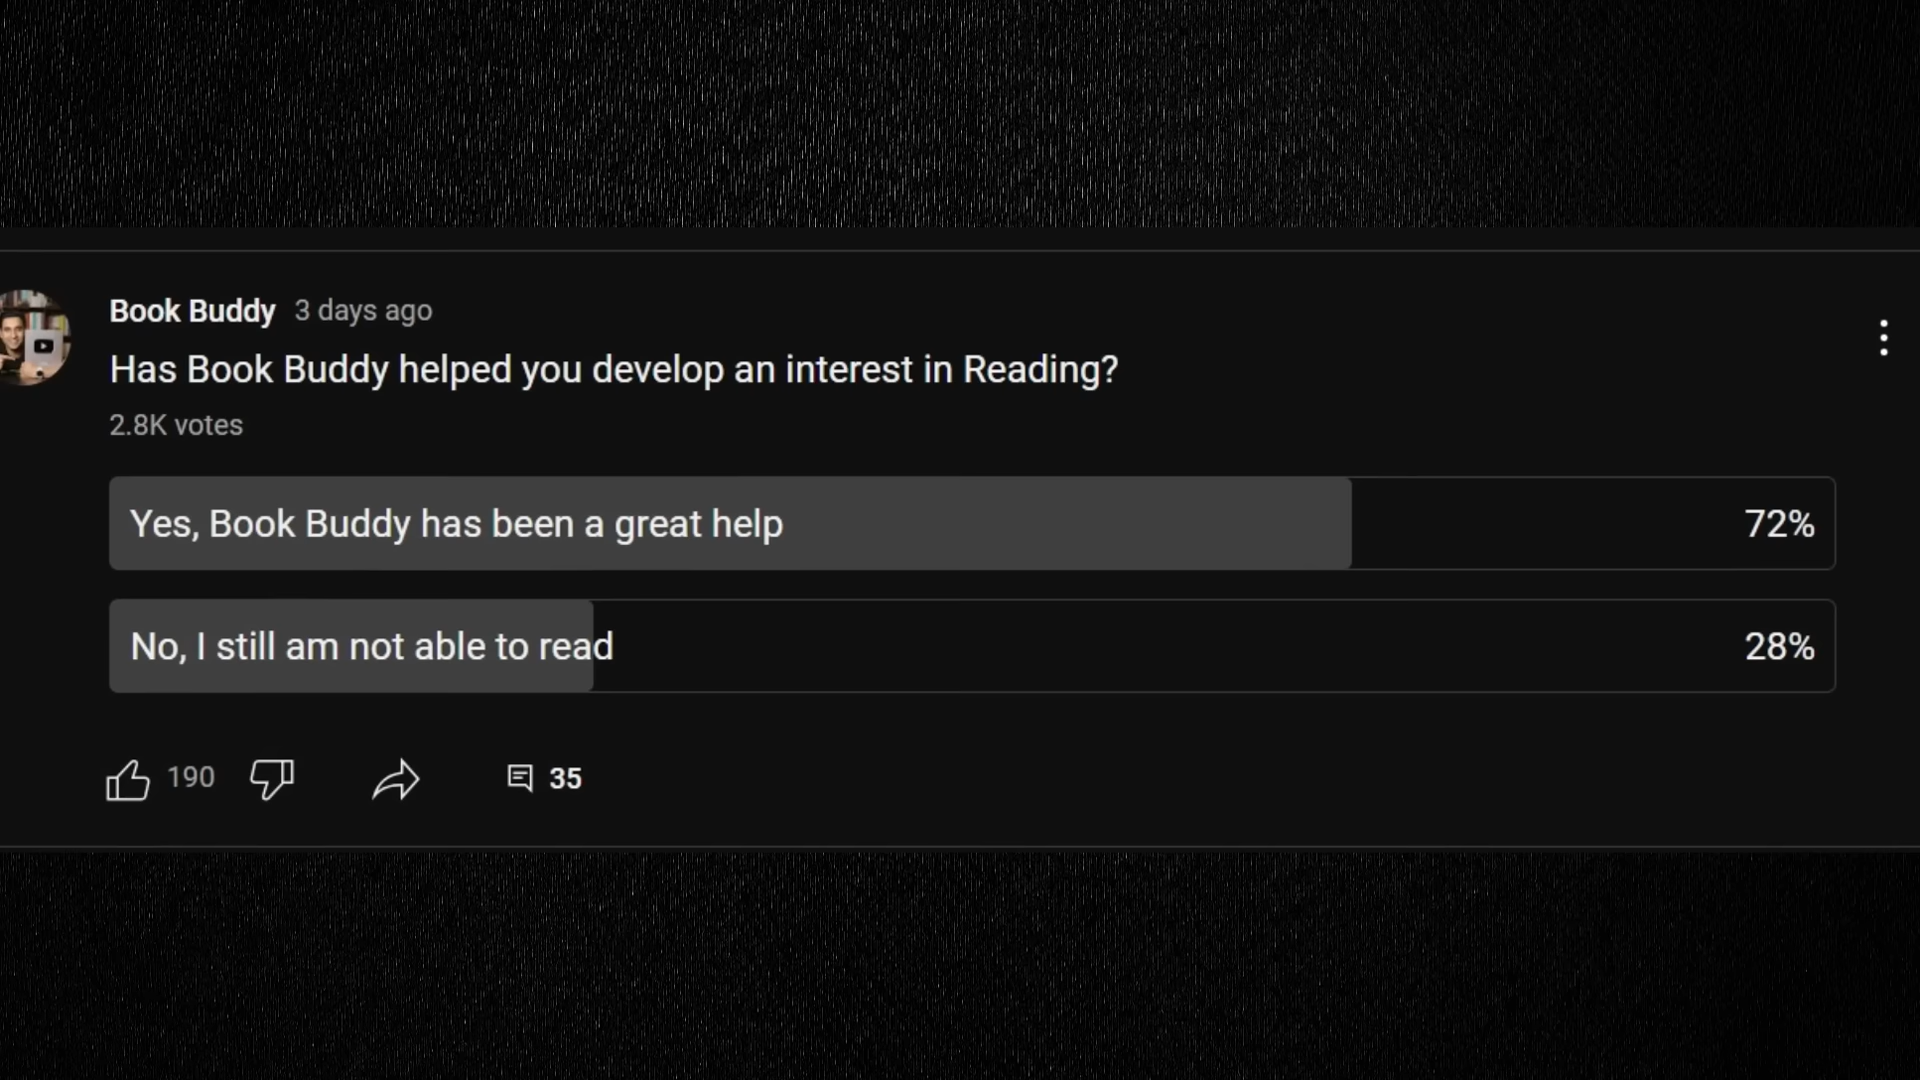 Book Buddy 3 days ago
Has Book Buddy helped you develop an interest in Reading?
2.8K votes
Yes, Book Buddy has been a great help 72%
No, I still am not able to read 28%
190 35